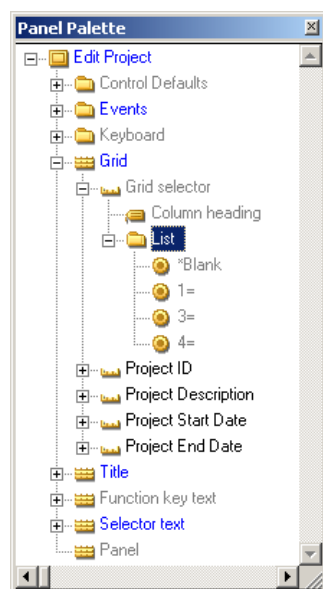 Panel Palette
Edit Project
Control Defaults
Events
Keyboard
Grid
Grid selector
Column heading
List
*Blank
1=
3=
4=
Project ID
Project Description
Project Start Date
Project End Date
Title
Function key text
Selector text
Panel